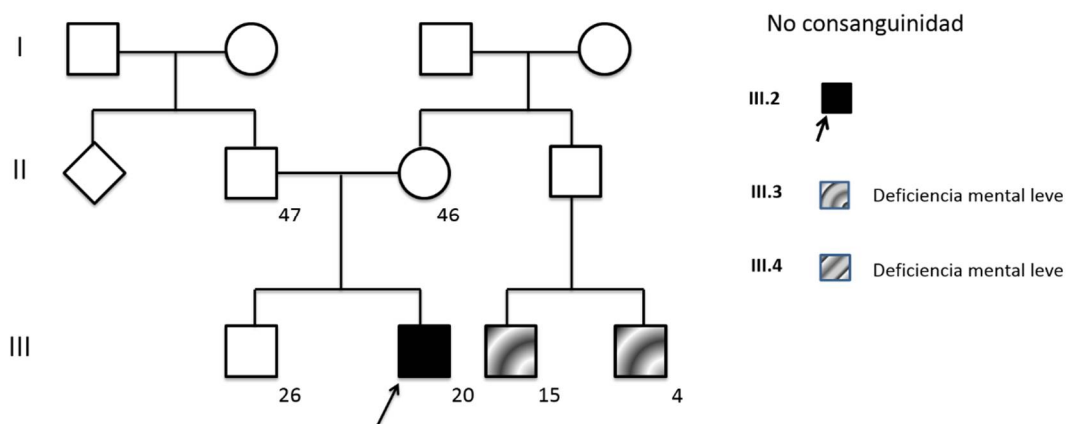 No consanguinidad
I
III.2
II
47
46
III.3
Deficiencia mental leve
III.4
Deficiencia mental leve
III
26
20
15
4